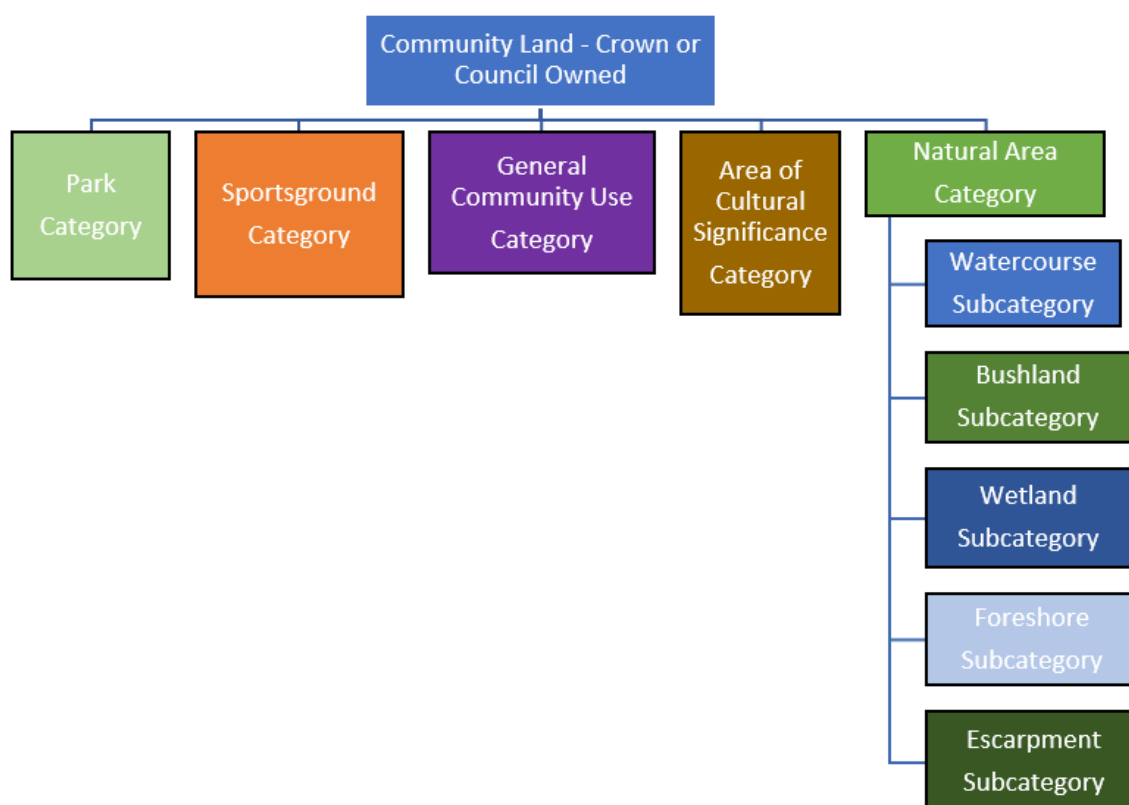 Community Land - Crown or
Council Owned
Park
Category
Sportsground
Category
General
Community Use
Category
Area of
Cultural
Significance
Category
Natural Area
Category
Watercourse
Subcategory
Bushland
Subcategory
Wetland
Subcategory
Foreshore
Subcategory
Escarpment
Subcategory